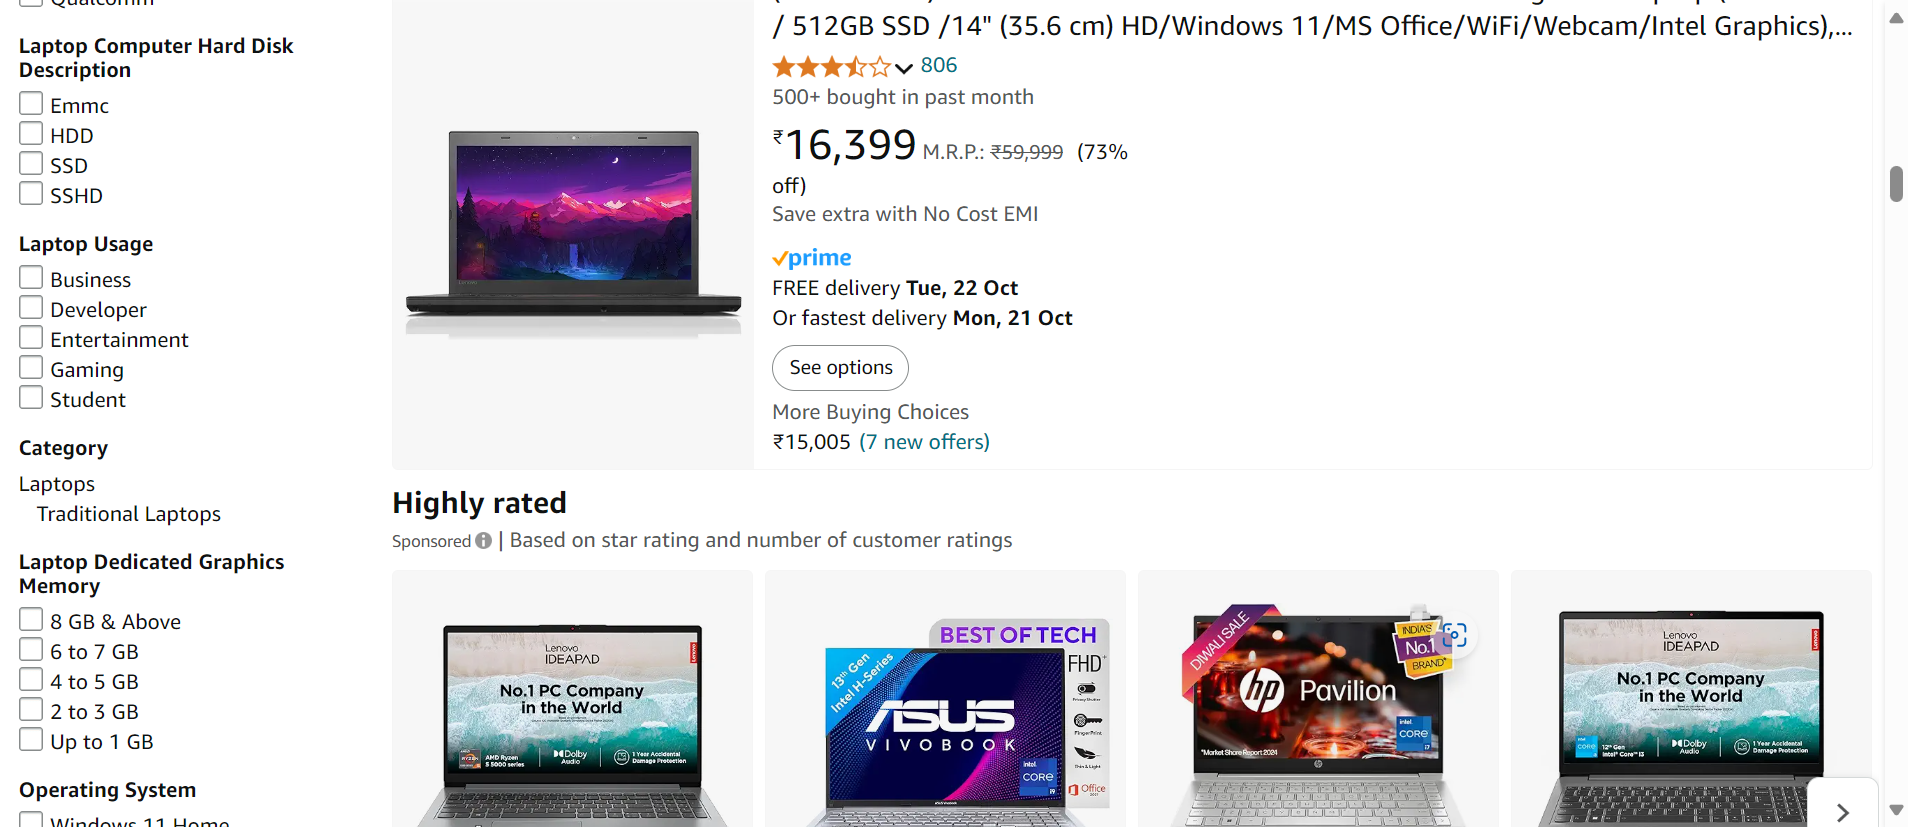 Laptop Computer Hard Disk
Description
Emmc
HDD
SSD
SSHD
Laptop Usage
Business
Developer
Entertainment
Gaming
Student
Category
Laptops
Traditional Laptops
Laptop Dedicated Graphics
Memory
8 GB & Above
6 to 7 GB
4 to 5 GB
2 to 3 GB
Up to 1 GB
Operating System
Windows 11 Home
/ 512GB SSD /14" (35.6 cm) HD/Windows 11/MS Office/WiFi/Webcam/Intel Graphics),...
806
500+ bought in past month
₹16,399 M.R.P.: ₹59,999 (73%
off)
Save extra with No Cost EMI
prime
FREE delivery Tue, 22 Oct
Or fastest delivery Mon, 21 Oct
See options
More Buying Choices
₹15,005 (7 new offers)
Highly rated
Sponsored | Based on star rating and number of customer ratings
Lenovo
IDEAPAD
No.1 PC Company
in the World
AMD Ryzen
5 5000 series
Dolby
Audio
1 Year Accidental
Damage Protection
Lenovo
BEST OF TECH
13th Gen
Intel H-Series
FHD+
ASUS
VIVOBOOK
Privacy Shutter
FingerPrint
Thin & Light
intel
CORE
i9
Office
DIWALI SALE
INDIA'S
No.1
BRAND*
hp Pavilion
intel
CORE
i7
*Market Share Report 2024
Lenovo
IDEAPAD
No.1 PC Company
in the World
intel
CORE
12th Gen
Intel® Core™ i3
Dolby
Audio
1 Year Accidental
Damage Protection
Lenovo